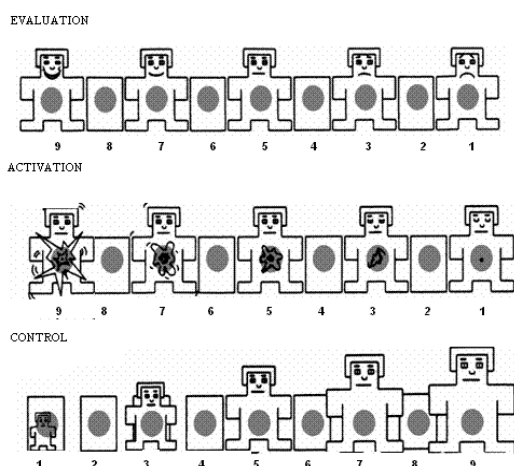 EVALUATION
9 8 7 6 5 4 3 2 1
ACTIVATION
9 8 7 6 5 4 3 2 1
CONTROL
1 2 3 4 5 6 7 8 9